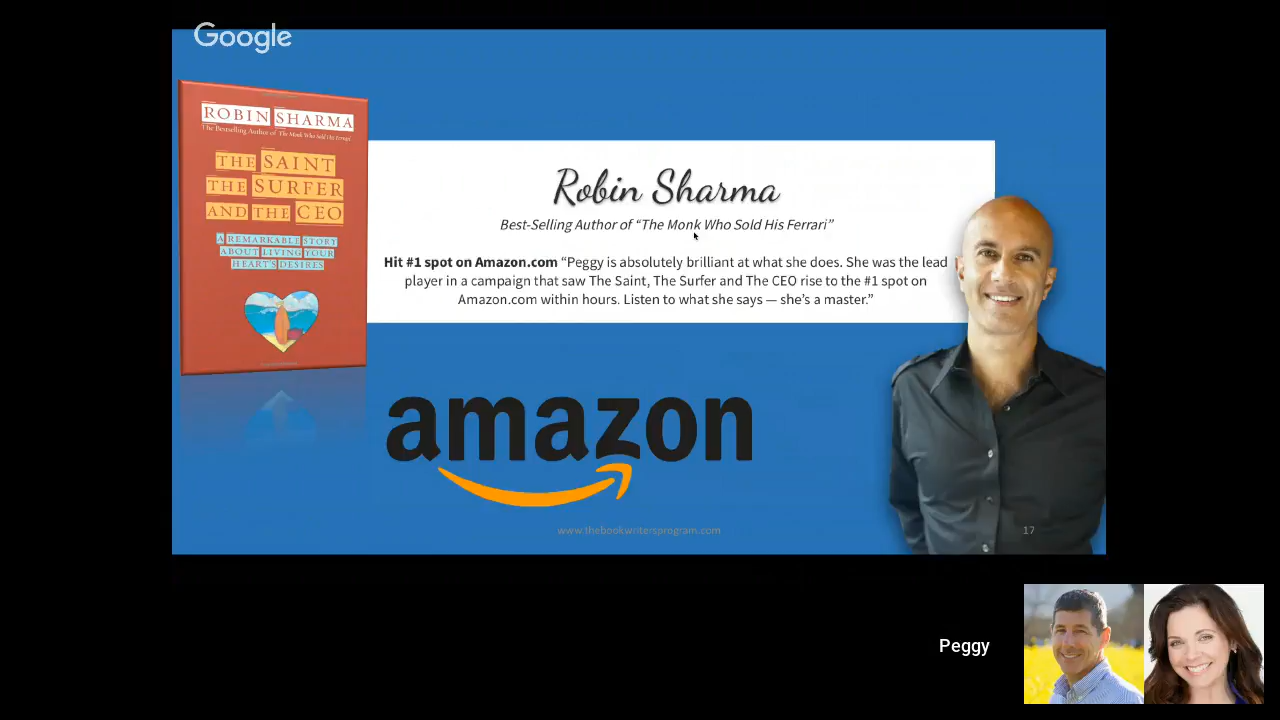 Google
ROBIN SHARMA
The Bestselling Author of The Monk Who Sold His Ferrari
THE SAINT
THE SURFER
AND THE CEO
A REMARKABLE STORY
ABOUT LIVING YOUR
HEART'S DESIRES
Robin Sharma
Best-Selling Author of “The Monk Who Sold His Ferrari”
Hit #1 spot on Amazon.com “Peggy is absolutely brilliant at what she does. She was the lead
player in a campaign that saw The Saint, The Surfer and The CEO rise to the #1 spot on
Amazon.com within hours. Listen to what she says — she’s a master.”
amazon
www.thebookwritersprogram.com
17
Peggy